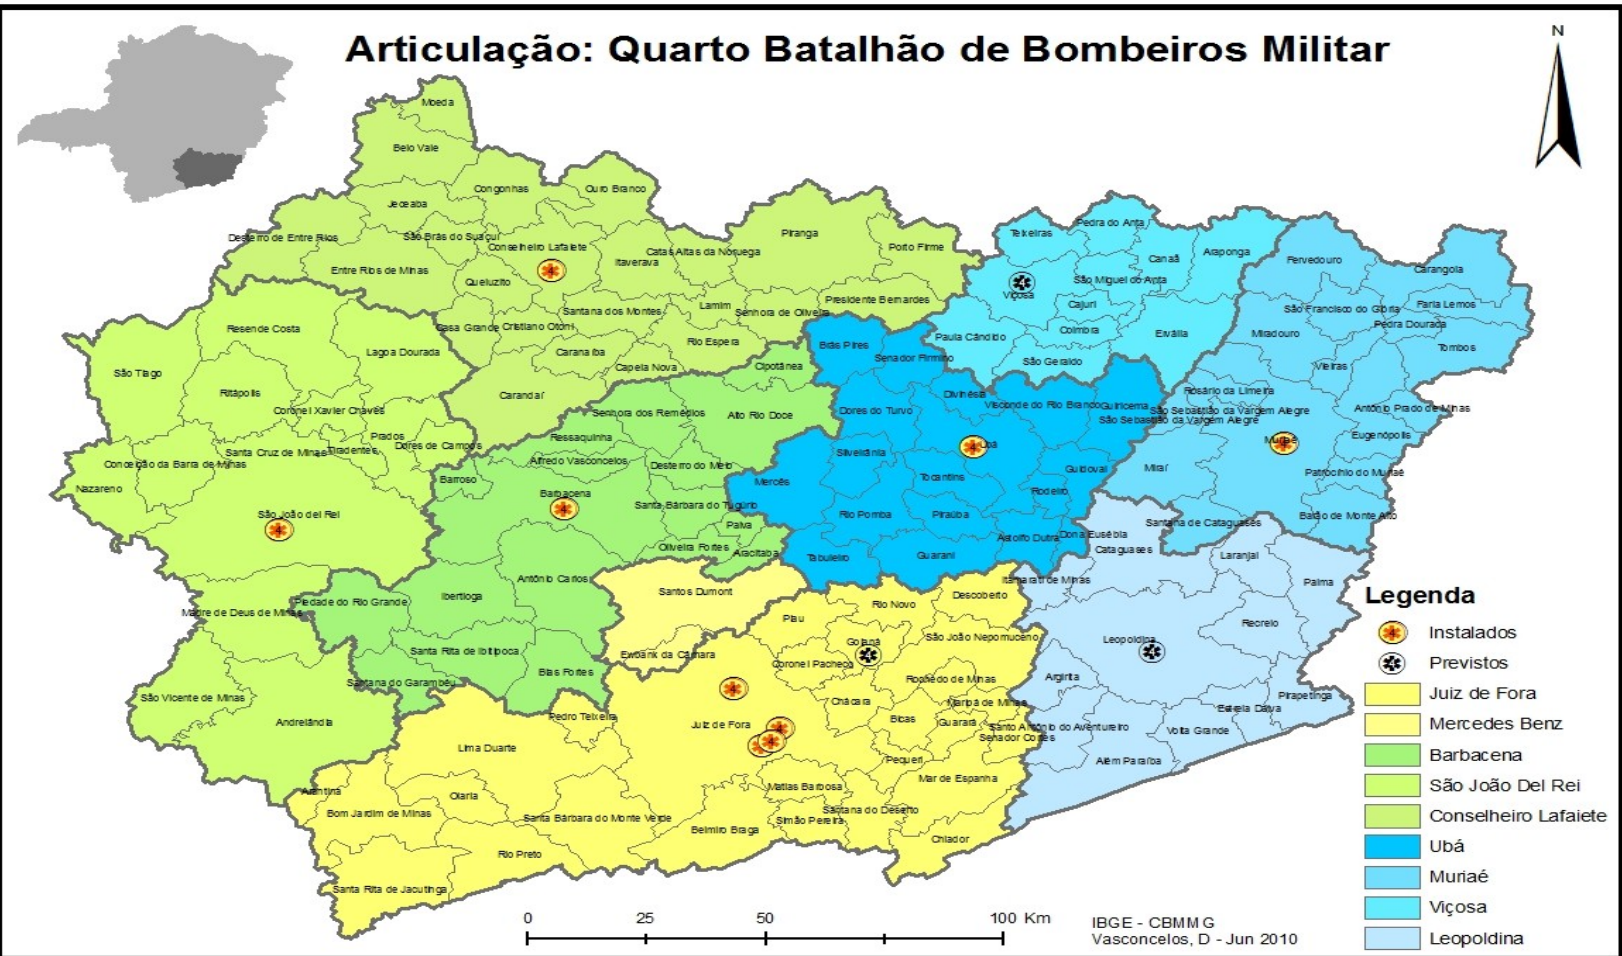 Articulação: Quarto Batalhão de Bombeiros Militar
N
Moeda
Belo Vale
Congonhas
Ouro Branco
Jeceaba
Desterro de Entre Rios
São Brás do Suaçuí
Conselheiro Lafaiete
Catas Altas da Noruega
Itaverava
Entre Rios de Minas
Queluzito
Piranga
Porto Firme
Presidente Bernardes
Lamim
Senhora de Oliveira
Santana dos Montes
Casa Grande
Cristiano Otoni
Rio Espera
Caranaíba
Capela Nova
Carandaí
Teixeiras
Pedra do Anta
Canaã
Araponga
São Miguel do Anta
Viçosa
Cajuri
Coimbra
Ervália
Paula Cândido
São Geraldo
Fervedouro
Carangola
São Francisco do Glória
Faria Lemos
Pedra Dourada
Miradouro
Tombos
Vieiras
Rosário da Limeira
São Sebastião da Vargem Alegre
São Sebastião da Vargem Alegre
Antônio Prado de Minas
Eugenópolis
Muriaé
Miraí
Patrocínio do Muriaé
Barão de Monte Alto
Resende Costa
Lagoa Dourada
São Tiago
Ritápolis
Coronel Xavier Chaves
Prados
Dores de Campos
Santa Cruz de Minas
Tiradentes
Conceição da Barra de Minas
Nazareno
São João del Rei
Madre de Deus de Minas
São Vicente de Minas
Andrelândia
Arantina
Cipotânea
Senhora dos Remédios
Alto Rio Doce
Ressaquinha
Alfredo Vasconcelos
Desterro do Melo
Barroso
Barbacena
Santa Bárbara do Tugúrio
Paiva
Oliveira Fortes
Aracitaba
Antônio Carlos
Ibertioga
Piedade do Rio Grande
Santa Rita de Ibitipoca
Santana do Garambéu
Bias Fortes
Brás Pires
Senador Firmino
Divinésia
Visconde do Rio Branco
Guiricema
Dores do Turvo
Ubá
Silveirânia
Tocantins
Guidoval
Rodeiro
Mercês
Rio Pomba
Piraúba
Astolfo Dutra
Dona Eusébia
Tabuleiro
Guarani
Santana de Cataguases
Cataguases
Laranjal
Itamarati de Minas
Palma
Recreio
Leopoldina
Argirita
Pirapetinga
Estrela Dalva
Volta Grande
Santo Antônio do Aventureiro
Além Paraíba
Santos Dumont
Ewbank da Câmara
Piau
Rio Novo
Descoberto
Goianá
São João Nepomuceno
Coronel Pacheco
Rochedo de Minas
Chácara
Maripá de Minas
Bicas
Guarará
Senador Cortes
Juiz de Fora
Pequeri
Mar de Espanha
Matias Barbosa
Santana do Deserto
Simão Pereira
Belmiro Braga
Chiador
Pedro Teixeira
Lima Duarte
Olaria
Bom Jardim de Minas
Santa Bárbara do Monte Verde
Rio Preto
Santa Rita de Jacutinga
Legenda
Instalados
Previstos
Juiz de Fora
Mercedes Benz
Barbacena
São João Del Rei
Conselheiro Lafaiete
Ubá
Muriaé
Viçosa
Leopoldina
0 25 50 100 Km
IBGE - CBMMG
Vasconcelos, D - Jun 2010